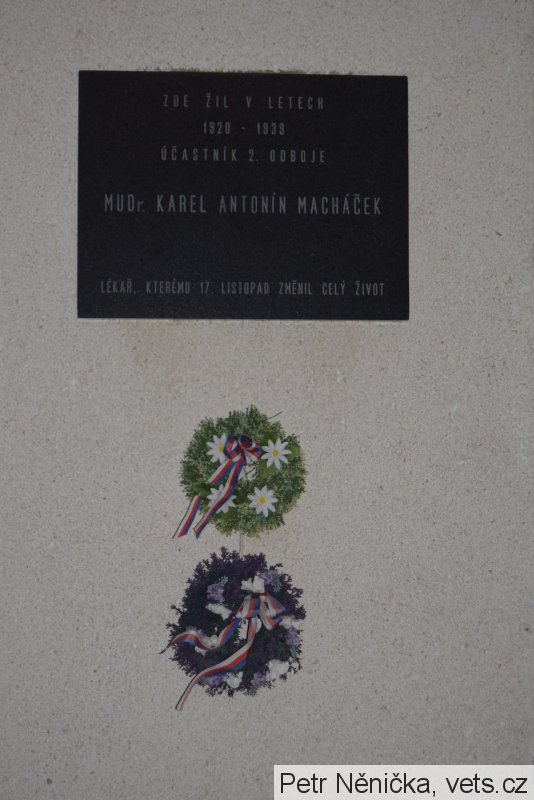 ZDE ŽIL V LETECH
1920 - 1939
ÚČASTNÍK 2. ODBOJE
MUDr. KAREL ANTONÍN MACHÁČEK
LÉKAŘ, KTERÉMU 17. LISTOPAD ZMĚNIL CELÝ ŽIVOT
Petr Něnička, vets.cz